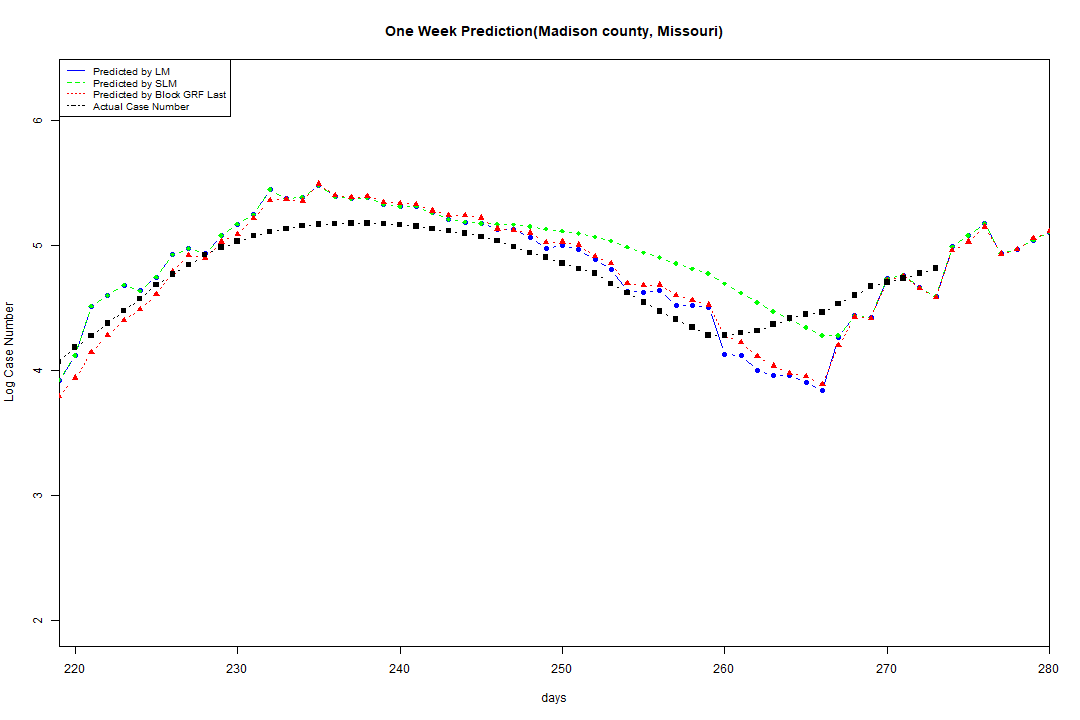 One Week Prediction(Madison county, Missouri)
Predicted by LM
Predicted by SLM
Predicted by Block GRF Last
Actual Case Number
Log Case Number
6
5
4
3
2
220 230 240 250 260 270 280
days